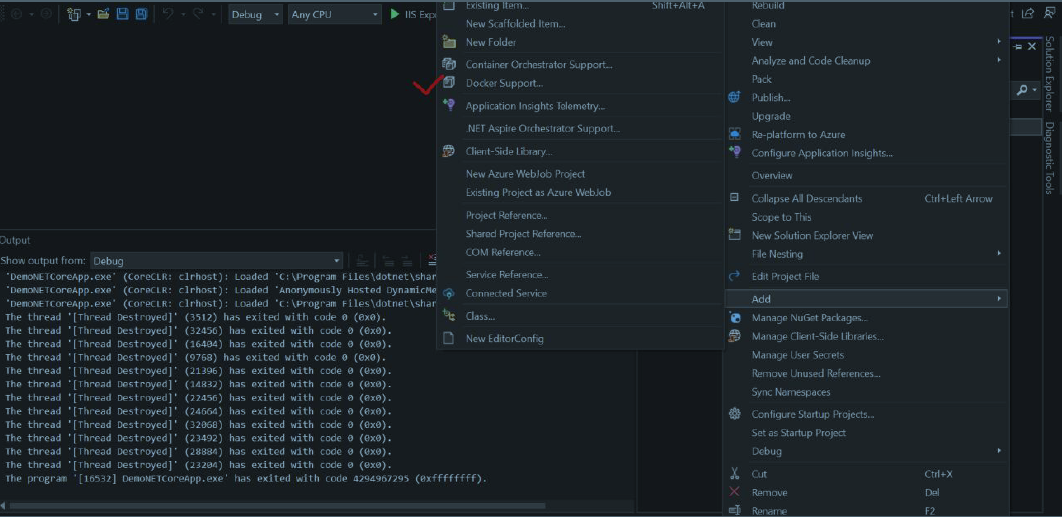 Debug
Any CPU
IIS Exp
Existing Item...
Shift+Alt+A
New Scaffolded Item...
New Folder
Container Orchestrator Support...
Docker Support...
Application Insights Telemetry...
.NET Aspire Orchestrator Support...
Client-Side Library...
New Azure WebJob Project
Existing Project as Azure WebJob
Project Reference...
Shared Project Reference...
COM Reference...
Service Reference...
Connected Service
Class...
New EditorConfig
Rebuild
Clean
View
Analyze and Code Cleanup
Pack
Publish...
Upgrade
Re-platform to Azure
Configure Application Insights...
Overview
Collapse All Descendants
Ctrl+Left Arrow
Scope to This
New Solution Explorer View
File Nesting
Edit Project File
Add
Manage NuGet Packages...
Manage Client-Side Libraries...
Manage User Secrets
Remove Unused References...
Sync Namespaces
Configure Startup Projects...
Set as Startup Project
Debug
Cut
Ctrl+X
Remove
Del
Rename
F2
Solution Explorer
Diagnostic Tools
Output
Show output from: Debug
'DemoNETCoreApp.exe' (CoreCLR: clrhost): Loaded 'C:\Program Files\dotnet\shar
'DemoNETCoreApp.exe' (CoreCLR: clrhost): Loaded 'Anonymously Hosted DynamicMe
'DemoNETCoreApp.exe' (CoreCLR: clrhost): Loaded 'C:\Program Files\dotnet\shar
The thread '[Thread Destroyed]' (3512) has exited with code 0 (0x0).
The thread '[Thread Destroyed]' (32456) has exited with code 0 (0x0).
The thread '[Thread Destroyed]' (16404) has exited with code 0 (0x0).
The thread '[Thread Destroyed]' (9768) has exited with code 0 (0x0).
The thread '[Thread Destroyed]' (21396) has exited with code 0 (0x0).
The thread '[Thread Destroyed]' (14832) has exited with code 0 (0x0).
The thread '[Thread Destroyed]' (22456) has exited with code 0 (0x0).
The thread '[Thread Destroyed]' (24664) has exited with code 0 (0x0).
The thread '[Thread Destroyed]' (32068) has exited with code 0 (0x0).
The thread '[Thread Destroyed]' (23492) has exited with code 0 (0x0).
The thread '[Thread Destroyed]' (28884) has exited with code 0 (0x0).
The thread '[Thread Destroyed]' (23204) has exited with code 0 (0x0).
The program '[16532] DemoNETCoreApp.exe' has exited with code 4294967295 (0xffffffff).